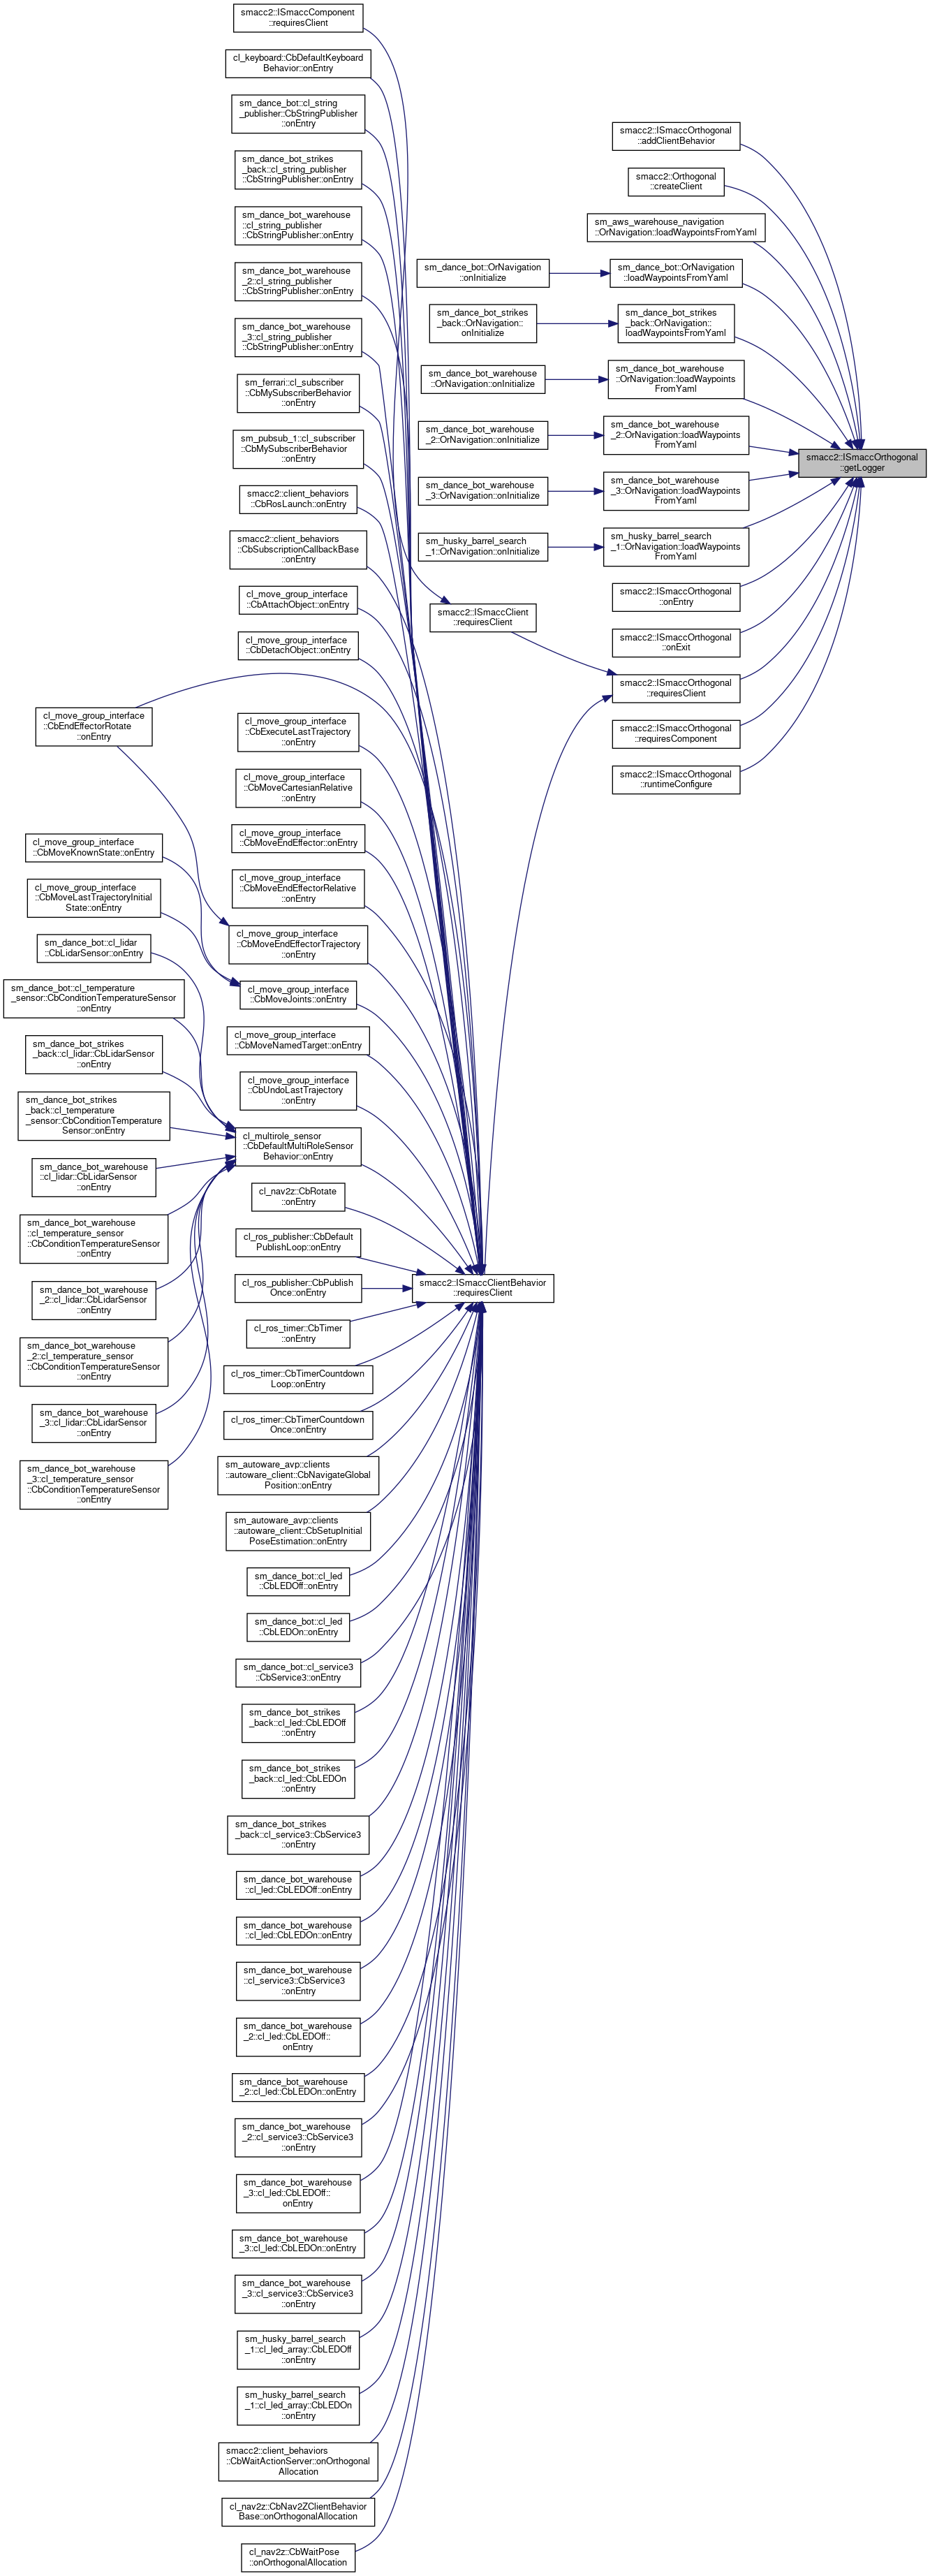 smacc2::ISmaccComponent
::requiresClient
cl_keyboard::CbDefaultKeyboard
Behavior::onEntry
sm_dance_bot::cl_string
_publisher::CbStringPublisher
::onEntry
sm_dance_bot_strikes
_back::cl_string_publisher
::CbStringPublisher::onEntry
sm_dance_bot_warehouse
::cl_string_publisher
::CbStringPublisher::onEntry
sm_dance_bot_warehouse
_2::cl_string_publisher
::CbStringPublisher::onEntry
sm_dance_bot_warehouse
_3::cl_string_publisher
::CbStringPublisher::onEntry
sm_ferrari::cl_subscriber
::CbMySubscriberBehavior
::onEntry
sm_pubsub_1::cl_subscriber
::CbMySubscriberBehavior
::onEntry
smacc2::client_behaviors
::CbRosLaunch::onEntry
smacc2::client_behaviors
::CbSubscriptionCallbackBase
::onEntry
cl_move_group_interface
::CbAttachObject::onEntry
cl_move_group_interface
::CbDetachObject::onEntry
cl_move_group_interface
::CbEndEffectorRotate
::onEntry
cl_move_group_interface
::CbExecuteLastTrajectory
::onEntry
cl_move_group_interface
::CbMoveCartesianRelative
::onEntry
cl_move_group_interface
::CbMoveEndEffector::onEntry
cl_move_group_interface
::CbMoveEndEffectorRelative
::onEntry
cl_move_group_interface
::CbMoveEndEffectorTrajectory
::onEntry
cl_move_group_interface
::CbMoveJoints::onEntry
cl_move_group_interface
::CbMoveNamedTarget::onEntry
cl_move_group_interface
::CbUndoLastTrajectory
::onEntry
cl_multirole_sensor
::CbDefaultMultiRoleSensor
Behavior::onEntry
cl_move_group_interface
::CbMoveKnownState::onEntry
cl_move_group_interface
::CbMoveLastTrajectoryInitial
State::onEntry
sm_dance_bot::cl_lidar
::CbLidarSensor::onEntry
sm_dance_bot::cl_temperature
_sensor::CbConditionTemperatureSensor
::onEntry
sm_dance_bot_strikes
_back::cl_lidar::CbLidarSensor
::onEntry
sm_dance_bot_strikes
_back::cl_temperature
_sensor::CbConditionTemperature
Sensor::onEntry
sm_dance_bot_warehouse
::cl_lidar::CbLidarSensor
::onEntry
sm_dance_bot_warehouse
::cl_temperature_sensor
::CbConditionTemperatureSensor
::onEntry
sm_dance_bot_warehouse
_2::cl_lidar::CbLidarSensor
::onEntry
sm_dance_bot_warehouse
_2::cl_temperature_sensor
::CbConditionTemperatureSensor
::onEntry
sm_dance_bot_warehouse
_3::cl_lidar::CbLidarSensor
::onEntry
sm_dance_bot_warehouse
_3::cl_temperature_sensor
::CbConditionTemperatureSensor
::onEntry
cl_nav2z::CbRotate
::onEntry
cl_ros_publisher::CbDefault
PublishLoop::onEntry
cl_ros_publisher::CbPublish
Once::onEntry
cl_ros_timer::CbTimer
::onEntry
cl_ros_timer::CbTimerCountdown
Loop::onEntry
cl_ros_timer::CbTimerCountdown
Once::onEntry
sm_autoware_avp::clients
::autoware_client::CbNavigateGlobal
Position::onEntry
sm_autoware_avp::clients
::autoware_client::CbSetupInitial
PoseEstimation::onEntry
sm_dance_bot::cl_led
::CbLEDOff::onEntry
sm_dance_bot::cl_led
::CbLEDOn::onEntry
sm_dance_bot::cl_service3
::CbService3::onEntry
sm_dance_bot_strikes
_back::cl_led::CbLEDOff
::onEntry
sm_dance_bot_strikes
_back::cl_led::CbLEDOn
::onEntry
sm_dance_bot_strikes
_back::cl_service3::CbService3
::onEntry
sm_dance_bot_warehouse
::cl_led::CbLEDOff::onEntry
sm_dance_bot_warehouse
::cl_led::CbLEDOn::onEntry
sm_dance_bot_warehouse
::cl_service3::CbService3
::onEntry
sm_dance_bot_warehouse
_2::cl_led::CbLEDOff::
onEntry
sm_dance_bot_warehouse
_2::cl_led::CbLEDOn::onEntry
sm_dance_bot_warehouse
_2::cl_service3::CbService3
::onEntry
sm_dance_bot_warehouse
_3::cl_led::CbLEDOff::
onEntry
sm_dance_bot_warehouse
_3::cl_led::CbLEDOn::onEntry
sm_dance_bot_warehouse
_3::cl_service3::CbService3
::onEntry
sm_husky_barrel_search
_1::cl_led_array::CbLEDOff
::onEntry
sm_husky_barrel_search
_1::cl_led_array::CbLEDOn
::onEntry
smacc2::client_behaviors
::CbWaitActionServer::onOrthogonal
Allocation
cl_nav2z::CbNav2ZClientBehavior
Base::onOrthogonalAllocation
cl_nav2z::CbWaitPose
::onOrthogonalAllocation
smacc2::ISmaccClientBehavior
::requiresClient
sm_dance_bot::OrNavigation
::onInitialize
sm_dance_bot_strikes
_back::OrNavigation::
onInitialize
sm_dance_bot_warehouse
::OrNavigation::onInitialize
sm_dance_bot_warehouse
_2::OrNavigation::onInitialize
sm_dance_bot_warehouse
_3::OrNavigation::onInitialize
sm_husky_barrel_search
_1::OrNavigation::onInitialize
smacc2::ISmaccClient
::requiresClient
smacc2::ISmaccOrthogonal
::addClientBehavior
smacc2::Orthogonal
::createClient
sm_aws_warehouse_navigation
::OrNavigation::loadWaypointsFromYaml
sm_dance_bot::OrNavigation
::loadWaypointsFromYaml
sm_dance_bot_strikes
_back::OrNavigation::
loadWaypointsFromYaml
sm_dance_bot_warehouse
::OrNavigation::loadWaypoints
FromYaml
sm_dance_bot_warehouse
_2::OrNavigation::loadWaypoints
FromYaml
sm_dance_bot_warehouse
_3::OrNavigation::loadWaypoints
FromYaml
sm_husky_barrel_search
_1::OrNavigation::loadWaypoints
FromYaml
smacc2::ISmaccOrthogonal
::onEntry
smacc2::ISmaccOrthogonal
::onExit
smacc2::ISmaccOrthogonal
::requiresClient
smacc2::ISmaccOrthogonal
::requiresComponent
smacc2::ISmaccOrthogonal
::runtimeConfigure
smacc2::ISmaccOrthogonal
::getLogger